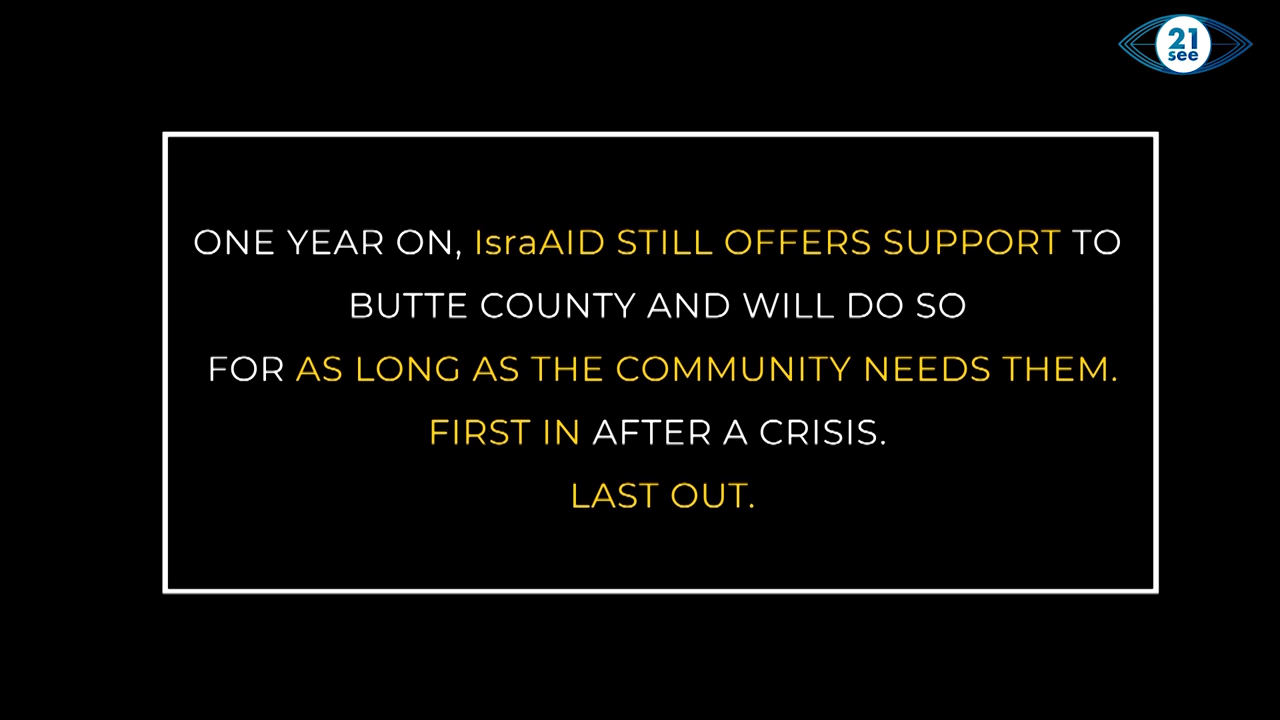 21
see
ONE YEAR ON, IsraAID STILL OFFERS SUPPORT TO
BUTTE COUNTY AND WILL DO SO
FOR AS LONG AS THE COMMUNITY NEEDS THEM.
FIRST IN AFTER A CRISIS.
LAST OUT.